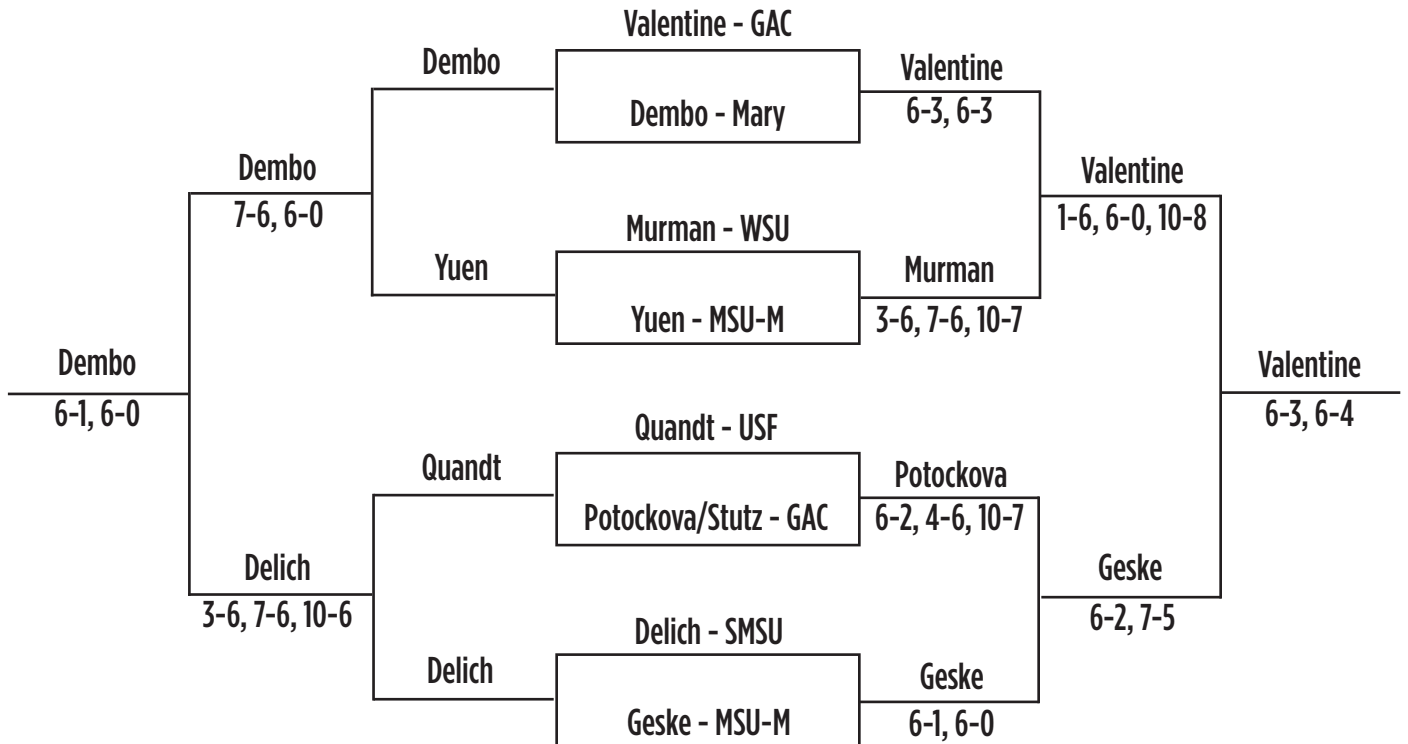 Valentine - GAC
Dembo
Valentine
Dembo - Mary
6-3, 6-3
Dembo
7-6, 6-0
Valentine
1-6, 6-0, 10-8
Murman - WSU
Yuen
Murman
Yuen - MSU-M
3-6, 7-6, 10-7
Dembo
6-1, 6-0
Valentine
6-3, 6-4
Quandt - USF
Quandt
Potockova
Potockova/Stutz - GAC
6-2, 4-6, 10-7
Delich
3-6, 7-6, 10-6
Geske
6-2, 7-5
Delich - SMSU
Delich
Geske
Geske - MSU-M
6-1, 6-0